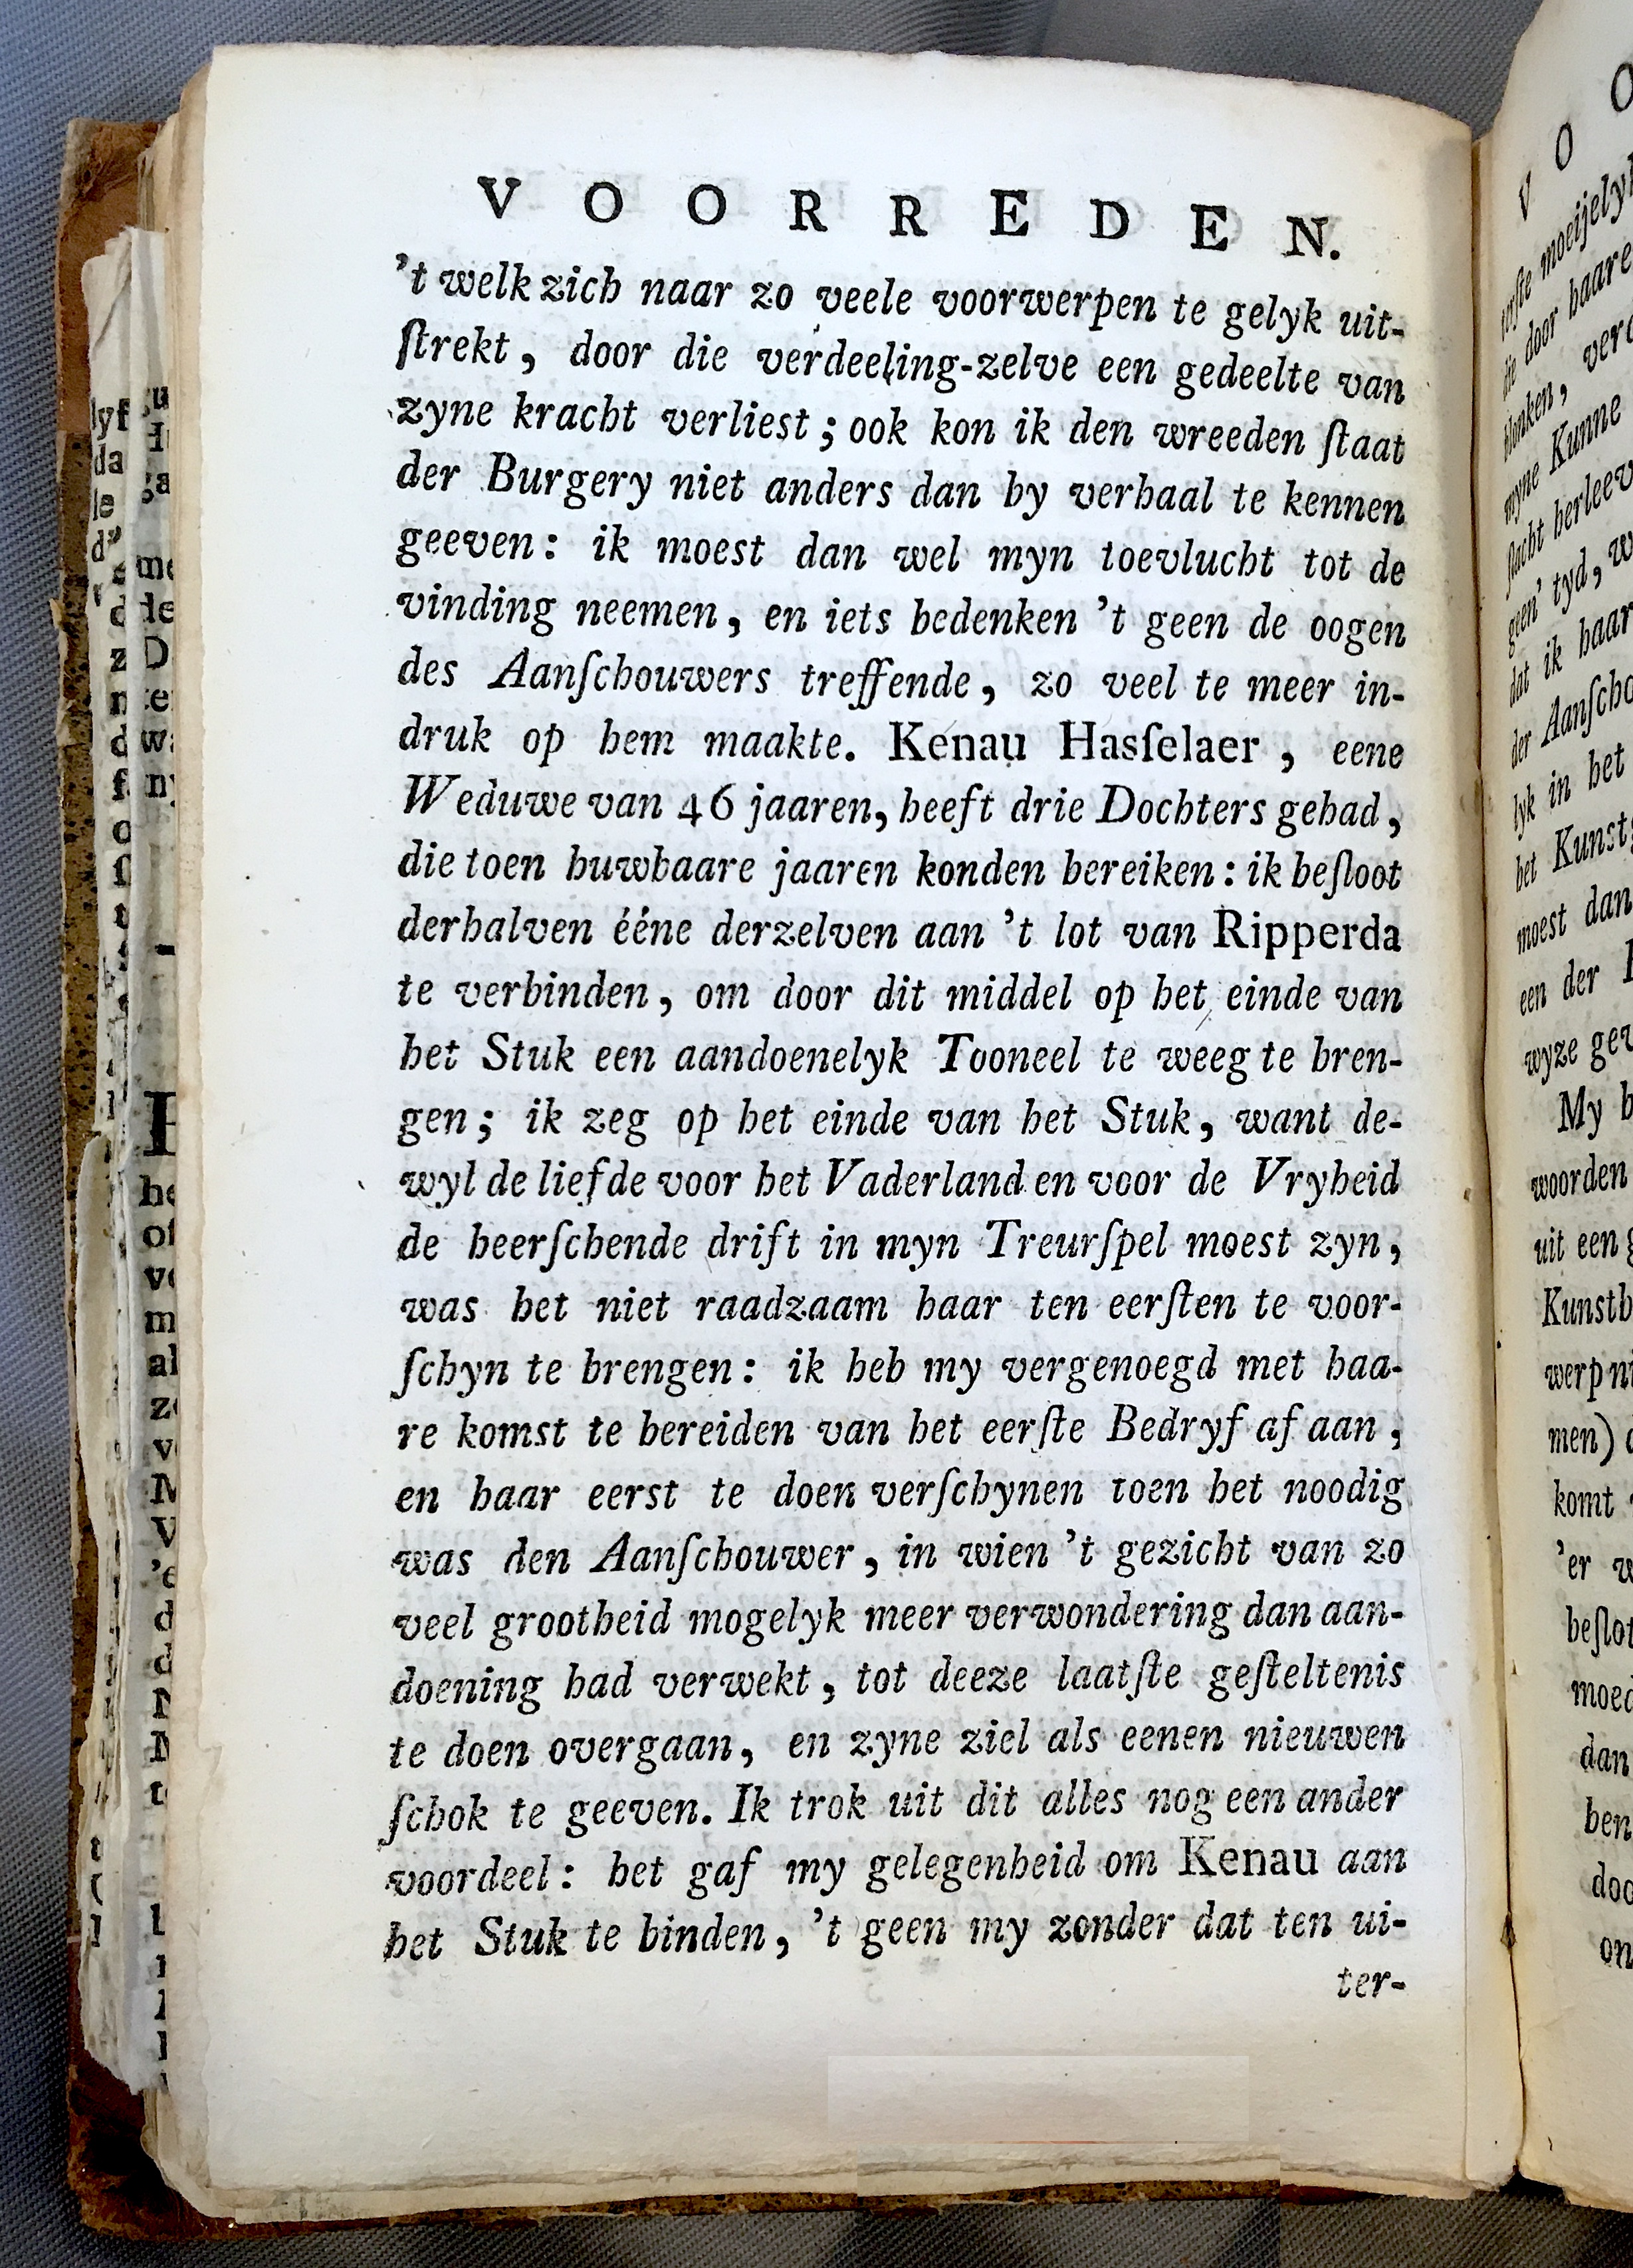 VOORREDEN.
't welk zich naar zo veele voorwerpen te gelyk uit-
ſtrekt, door die verdeeling-zelve een gedeelte van
zyne kracht verliest; ook kon ik den wreeden ſtaat
der Burgery niet anders dan by verhaal te kennen
geeven: ik moest dan wel myn toevlucht tot de
vinding neemen, en iets bedenken 't geen de oogen
des Aanſchouwers treffende, zo veel te meer in-
druk op hem maakte. Kenau Hasſelaer, eene
Weduwe van 46 jaaren, heeft drie Dochters gehad,
die toen huwbaare jaaren konden bereiken: ik beſloot
derhalven ééne derzelven aan 't lot van Ripperda
te verbinden, om door dit middel op het einde van
het Stuk een aandoenelyk Tooneel te weeg te bren-
gen; ik zeg op het einde van het Stuk, want de-
wyl de liefde voor het Vaderland en voor de Vryheid
de heerſchende drift in myn Treurſpel moest zyn,
was het niet raadzaam haar ten eerſten te voor-
ſchyn te brengen: ik heb my vergenoegd met haa-
re komst te bereiden van het eerſte Bedryf af aan,
en haar eerst te doen verſchynen toen het noodig
was den Aanſchouwer, in wien 't gezicht van zo
veel grootheid mogelyk meer verwondering dan aan-
doening had verwekt, tot deeze laatſte geſteltenis
te doen overgaan, en zyne ziel als eenen nieuwen
ſchok te geeven. Ik trok uit dit alles nog een ander
voordeel: het gaf my gelegenheid om Kenau aan
het Stuk te binden, 't geen my zonder dat ten ui-
ter-